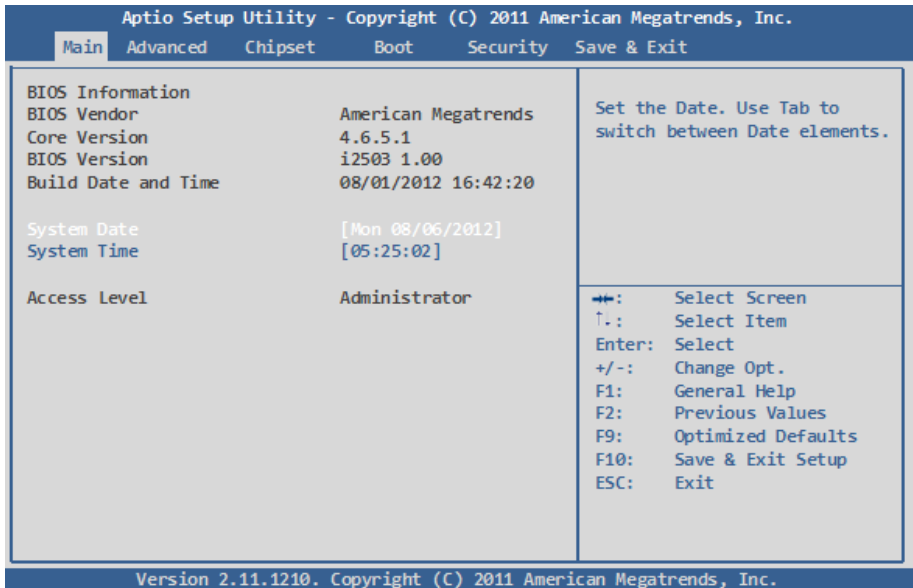 Aptio Setup Utility - Copyright (C) 2011 American Megatrends, Inc.
Main Advanced Chipset Boot Security Save & Exit
BIOS Information
BIOS Vendor American Megatrends
Core Version 4.6.5.1
BIOS Version i2503 1.00
Build Date and Time 08/01/2012 16:42:20
System Date [Mon 08/06/2012]
System Time [05:25:02]
Access Level Administrator
Set the Date. Use Tab to
switch between Date elements.
→←: Select Screen
↑↓: Select Item
Enter: Select
+/-: Change Opt.
F1: General Help
F2: Previous Values
F9: Optimized Defaults
F10: Save & Exit Setup
ESC: Exit
Version 2.11.1210. Copyright (C) 2011 American Megatrends, Inc.